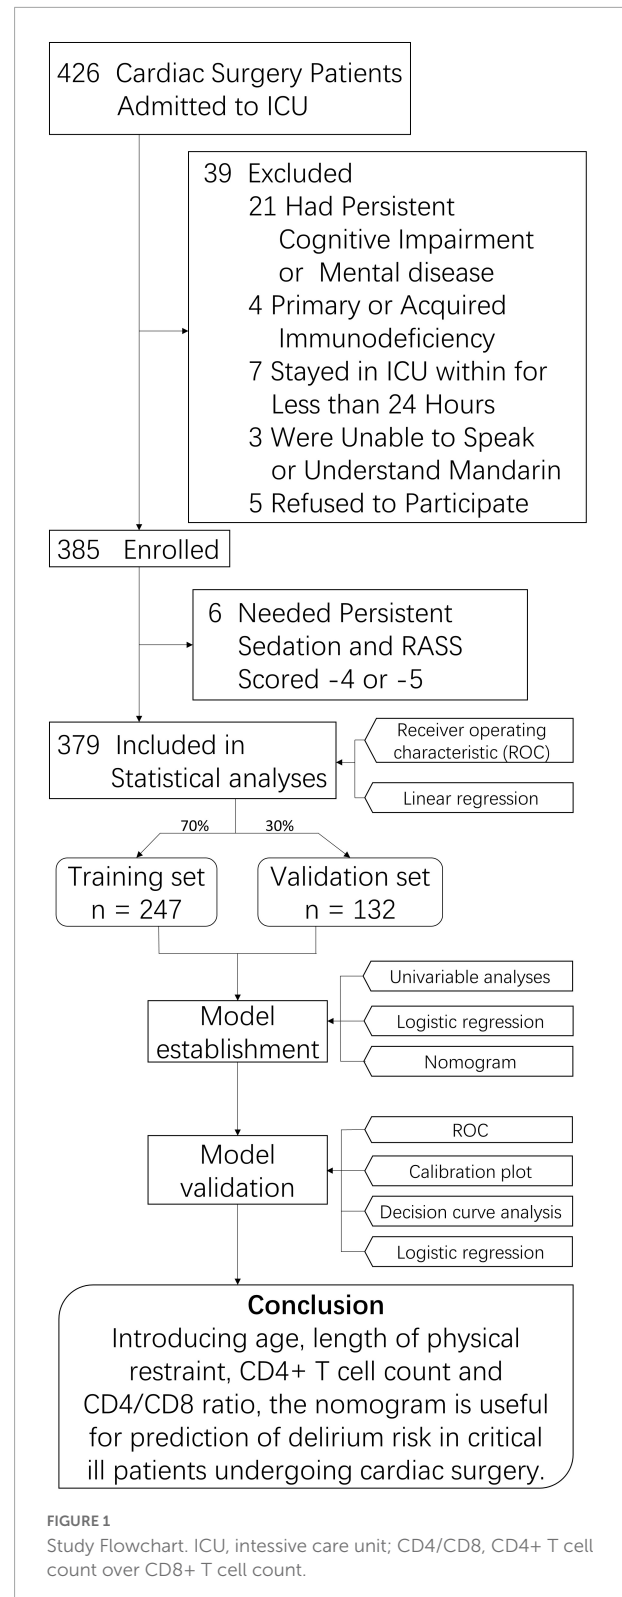 426 Cardiac Surgery Patients
Admitted to ICU
39 Excluded
21 Had Persistent
Cognitive Impairment
or Mental disease
4 Primary or Acquired
Immunodeficiency
7 Stayed in ICU within for
Less than 24 Hours
3 Were Unable to Speak
or Understand Mandarin
5 Refused to Participate
385 Enrolled
6 Needed Persistent
Sedation and RASS
Scored -4 or -5
379 Included in
Statistical analyses
Receiver operating
characteristic (ROC)
Linear regression
70%
30%
Training set
n = 247
Validation set
n = 132
Model
establishment
Univariable analyses
Logistic regression
Nomogram
Model
validation
ROC
Calibration plot
Decision curve analysis
Logistic regression
Conclusion
Introducing age, length of physical
restraint, CD4+ T cell count and
CD4/CD8 ratio, the nomogram is useful
for prediction of delirium risk in critical
ill patients undergoing cardiac surgery.
FIGURE 1
Study Flowchart. ICU, intessive care unit; CD4/CD8, CD4+ T cell
count over CD8+ T cell count.